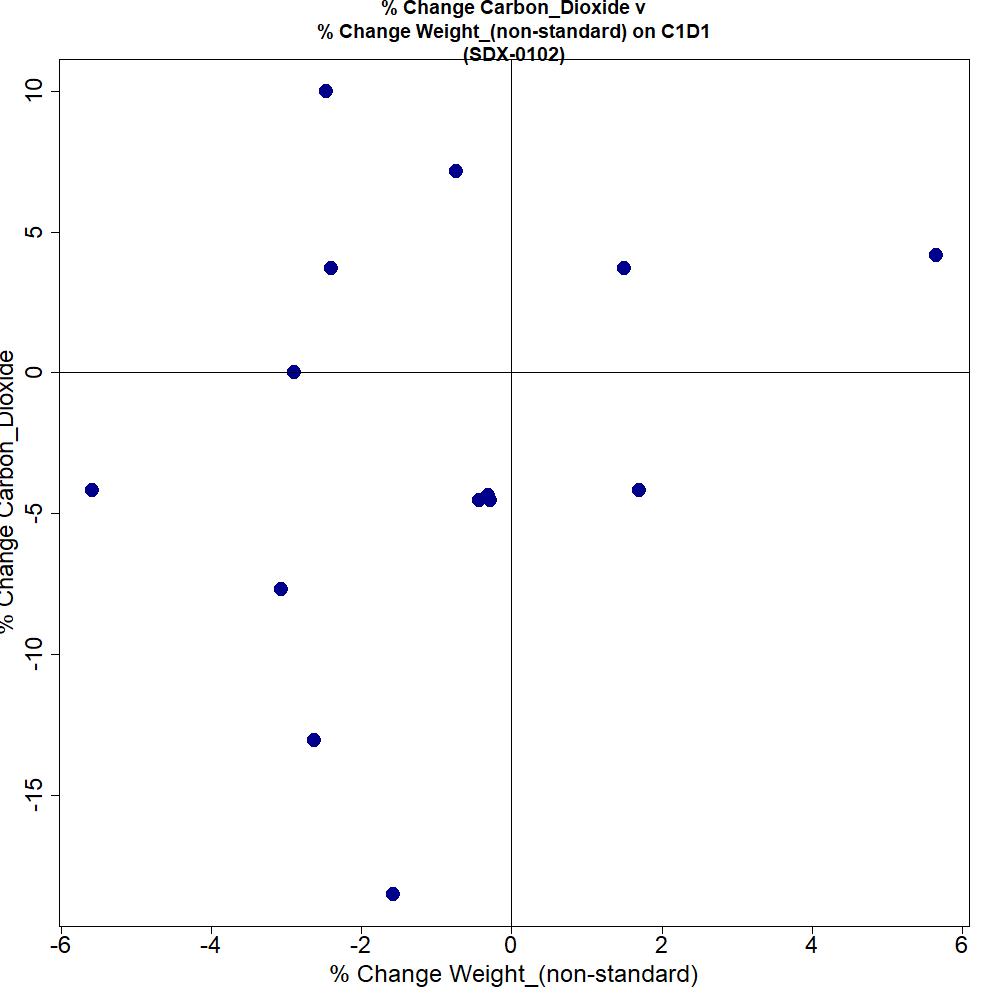 % Change Carbon_Dioxide v
% Change Weight_(non-standard) on C1D1
(SDX-0102)
10
5
0
-5
-10
-15
% Change Carbon_Dioxide
-6
-4
-2
0
2
4
6
% Change Weight_(non-standard)